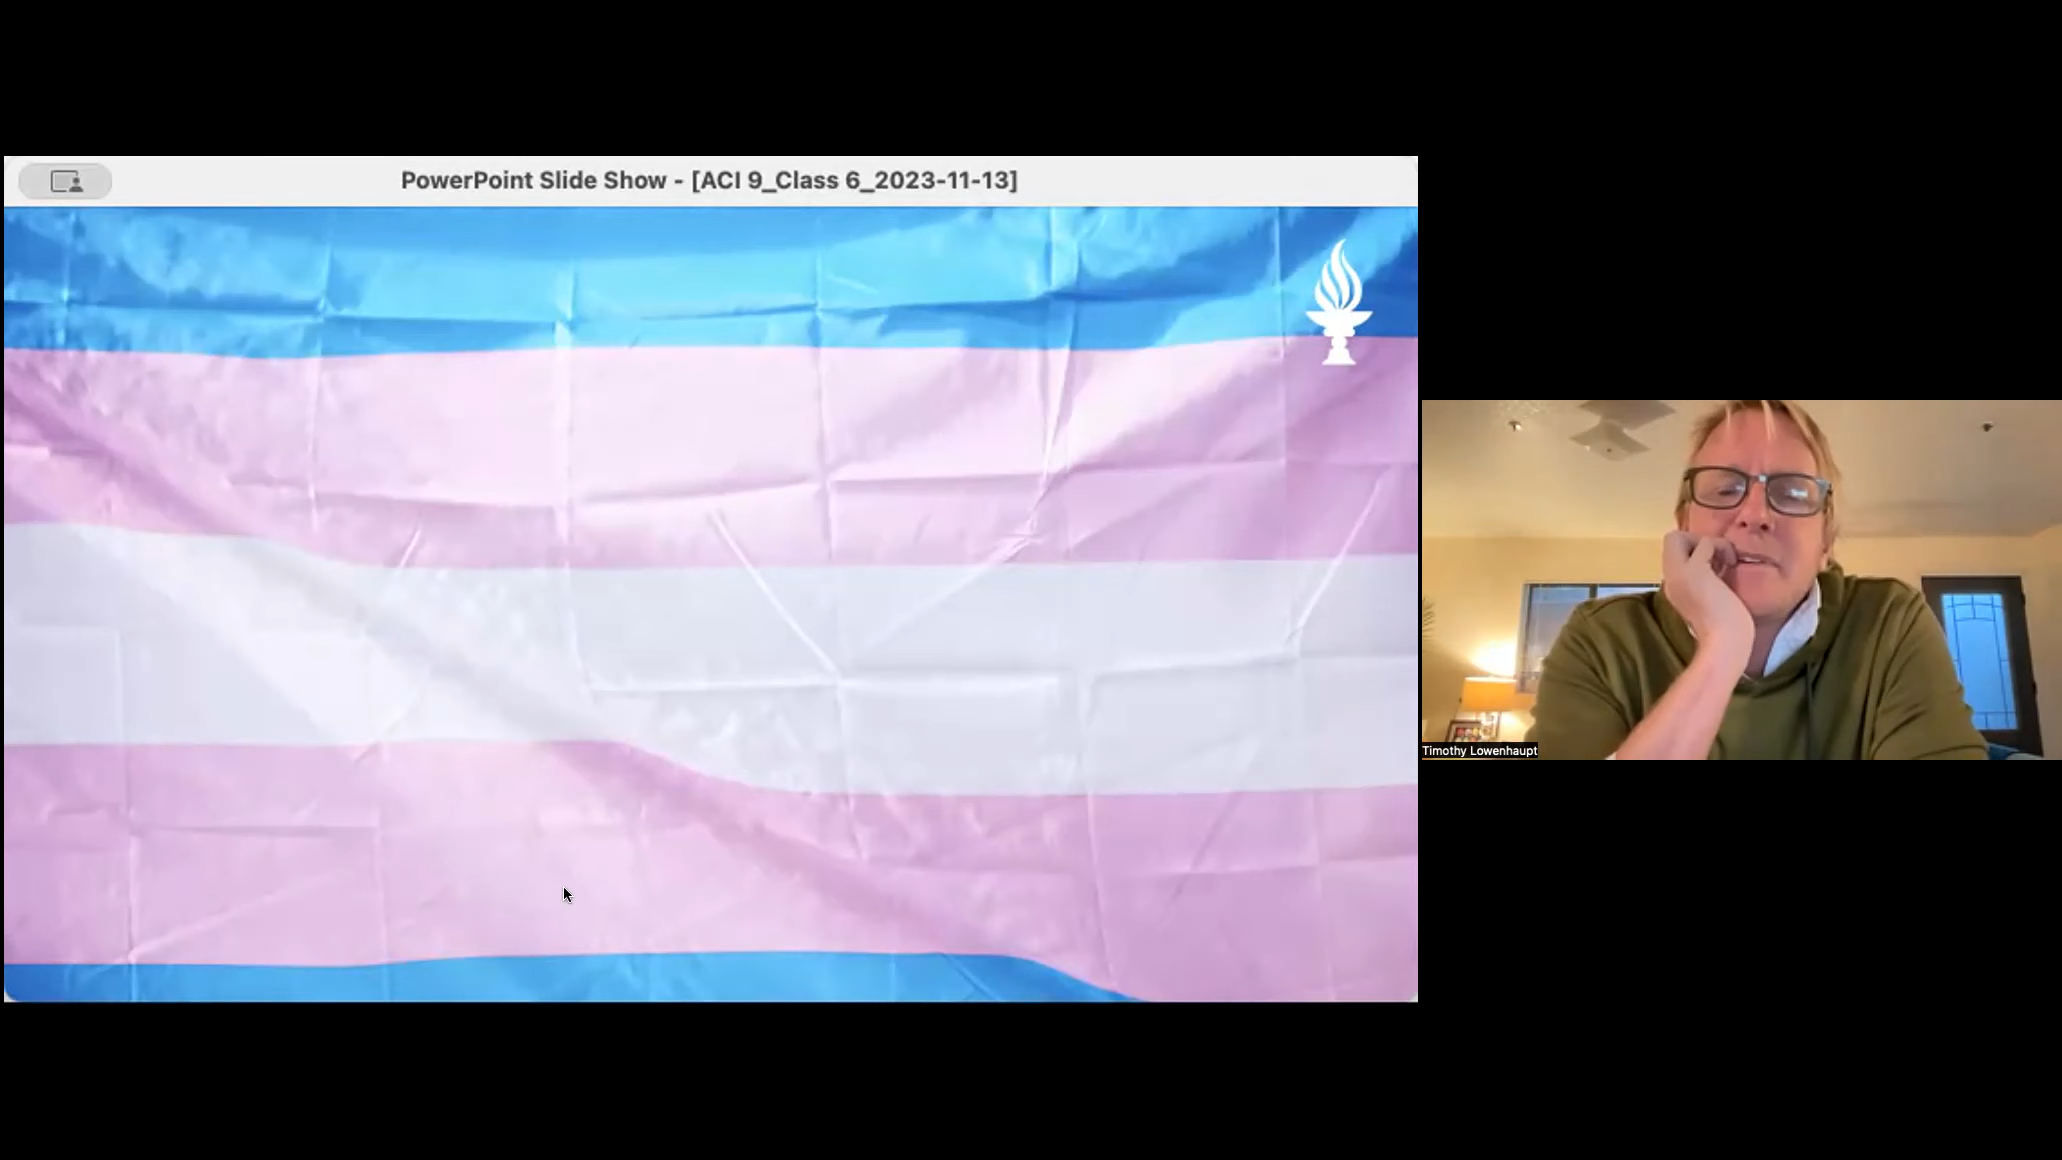 PowerPoint Slide Show - [ACI 9_Class 6_2023-11-13]
Timothy Lowenhaupt